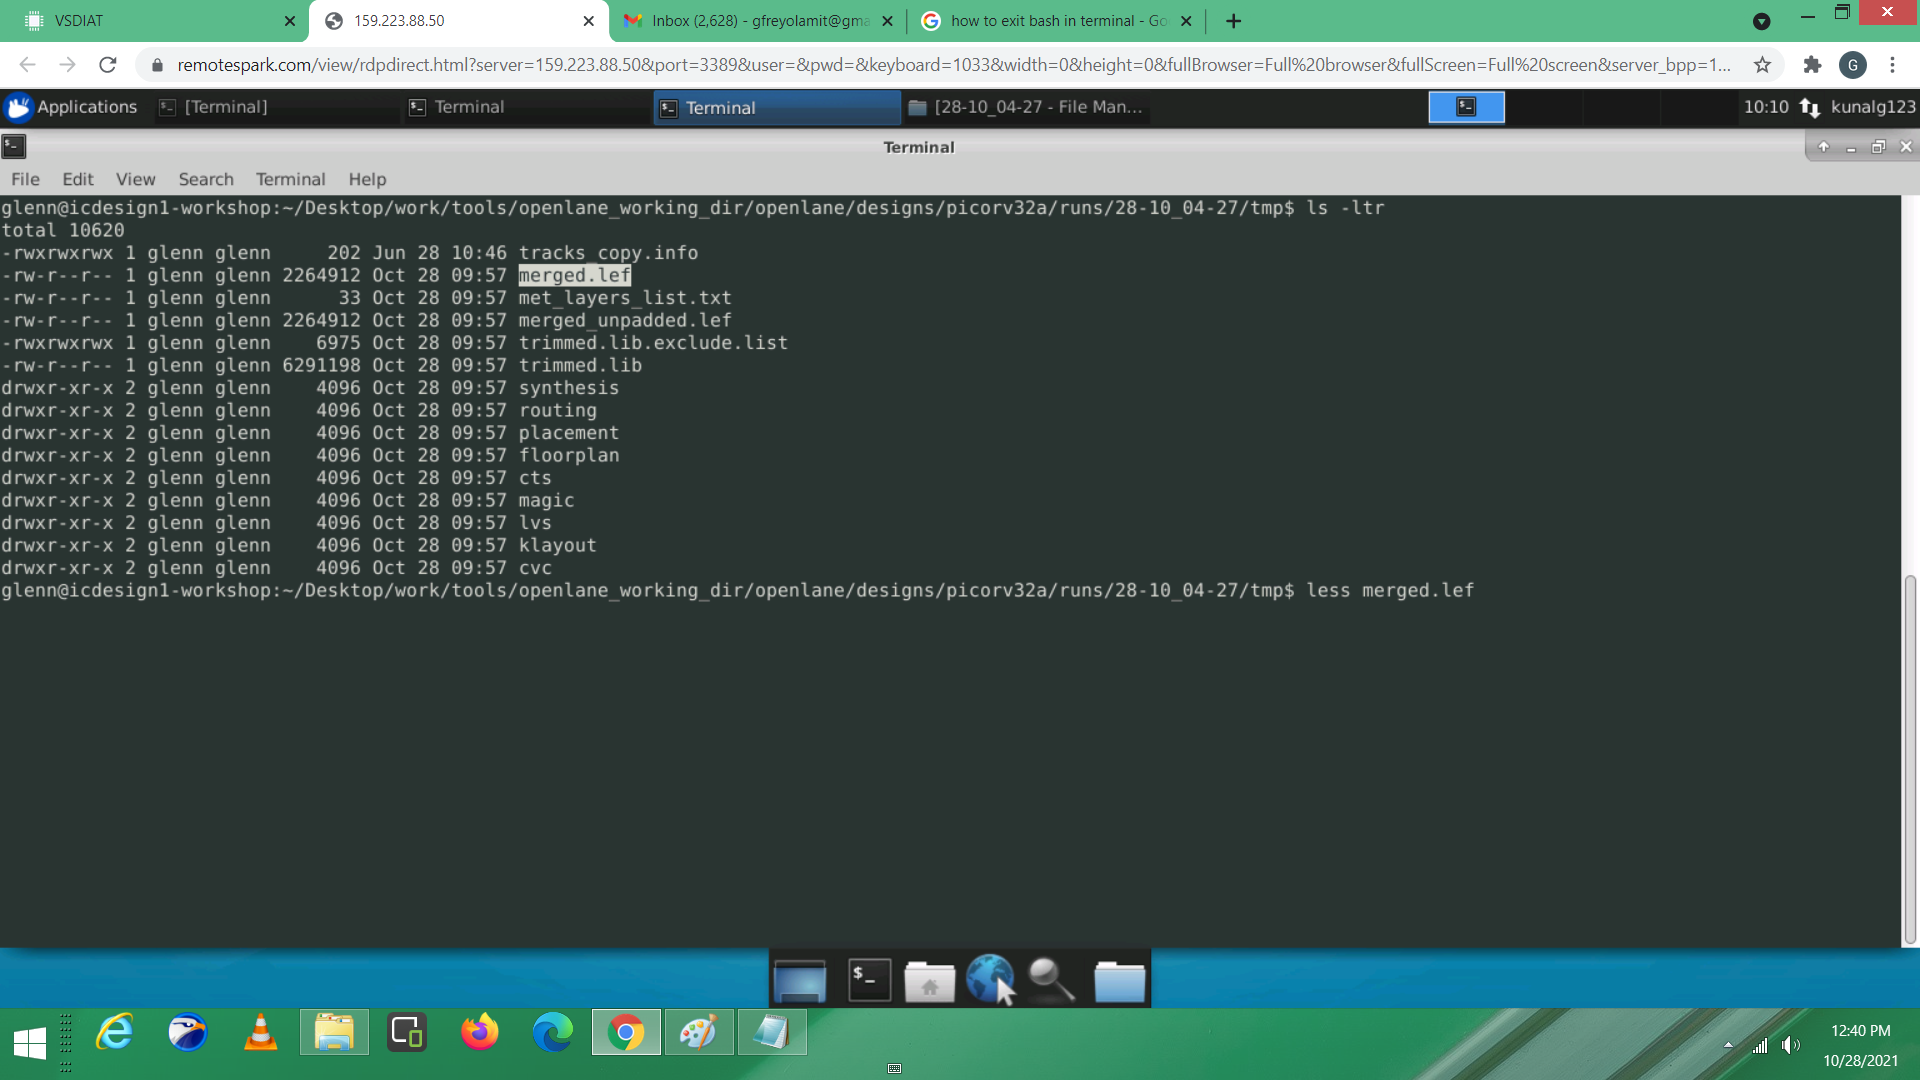 VSDIAT
159.223.88.50
Inbox (2,628) - gfreyolamit@gma
how to exit bash in terminal - Go
remotespark.com/view/rdpdirect.html?server=159.223.88.50&port=3389&user=&pwd=&keyboard=1033&width=0&height=0&fullBrowser=Full%20browser&fullScreen=Full%20screen&server_bpp=1...
G
Applications
[Terminal]
Terminal
Terminal
[28-10_04-27 - File Man...
10:10
kunalg123
Terminal
File Edit View Search Terminal Help
glenn@icdesign1-workshop:~/Desktop/work/tools/openlane_working_dir/openlane/designs/picorv32a/runs/28-10_04-27/tmp$ ls -ltr
total 10620
-rwxrwxrwx 1 glenn glenn     202 Jun 28 10:46 tracks_copy.info
-rw-r--r-- 1 glenn glenn 2264912 Oct 28 09:57 merged.lef
-rw-r--r-- 1 glenn glenn      33 Oct 28 09:57 met_layers_list.txt
-rw-r--r-- 1 glenn glenn 2264912 Oct 28 09:57 merged_unpadded.lef
-rwxrwxrwx 1 glenn glenn    6975 Oct 28 09:57 trimmed.lib.exclude.list
-rw-r--r-- 1 glenn glenn 6291198 Oct 28 09:57 trimmed.lib
drwxr-xr-x 2 glenn glenn    4096 Oct 28 09:57 synthesis
drwxr-xr-x 2 glenn glenn    4096 Oct 28 09:57 routing
drwxr-xr-x 2 glenn glenn    4096 Oct 28 09:57 placement
drwxr-xr-x 2 glenn glenn    4096 Oct 28 09:57 floorplan
drwxr-xr-x 2 glenn glenn    4096 Oct 28 09:57 cts
drwxr-xr-x 2 glenn glenn    4096 Oct 28 09:57 magic
drwxr-xr-x 2 glenn glenn    4096 Oct 28 09:57 lvs
drwxr-xr-x 2 glenn glenn    4096 Oct 28 09:57 klayout
drwxr-xr-x 2 glenn glenn    4096 Oct 28 09:57 cvc
glenn@icdesign1-workshop:~/Desktop/work/tools/openlane_working_dir/openlane/designs/picorv32a/runs/28-10_04-27/tmp$ less merged.lef
12:40 PM
10/28/2021